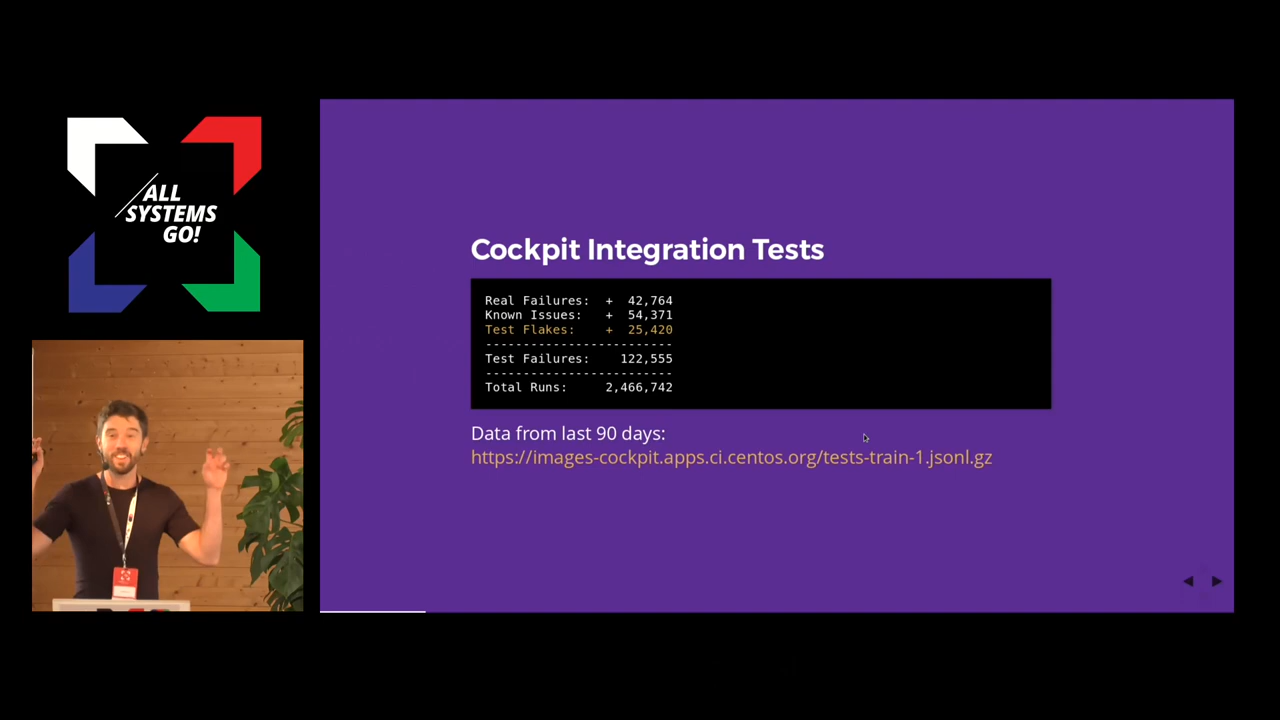 ALL
SYSTEMS
GO!
Cockpit Integration Tests
Real Failures:  +  42,764
Known Issues:   +  54,371
Test Flakes:    +  25,420
-------------------------
Test Failures:    122,555
-------------------------
Total Runs:     2,466,742
Data from last 90 days:
https://images-cockpit.apps.ci.centos.org/tests-train-1.jsonl.gz